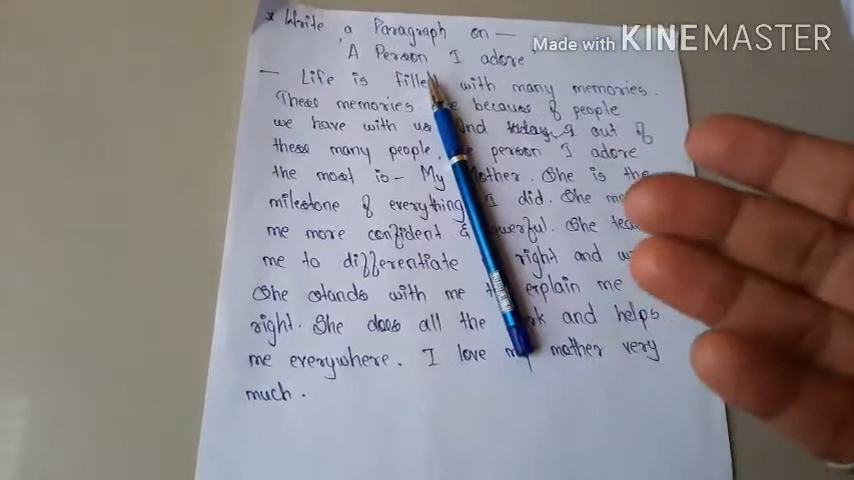 * Write a Paragraph on —
'A Person I adore'
Made with KINEMASTER
— Life is filled with many memories.
These memories because of people
we have with us and today, out of
these many people. person I adore
the most is - My Mother. She is the
milestone of everything I did. She
me more confident & powerful. She
me to differentiate right and
She stands with me explain me
right. She does all the and helps
me everywhere. I love mother very
much.